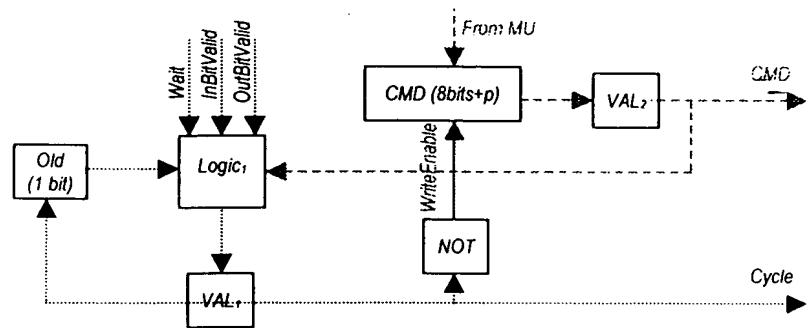 From MU
Wait
InBitValid
OutBitValid
CMD (8bits+p)
VAL₂
CMD
Old
(1 bit)
Logic₁
WriteEnable
NOT
VAL₁
Cycle